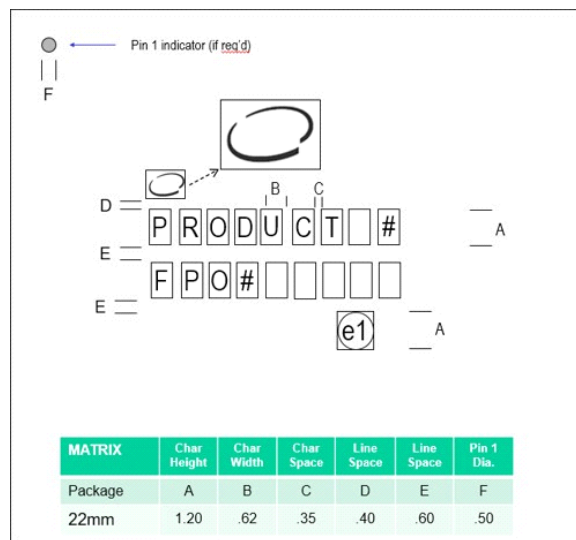 Pin 1 indicator (if req'd)
F
B C
D
PRODUCT #
A
E
FPO#
E
e1
A
MATRIX Char Height Char Width Char Space Line Space Line Space Pin 1 Dia.
Package A B C D E F
22mm 1.20 .62 .35 .40 .60 .50